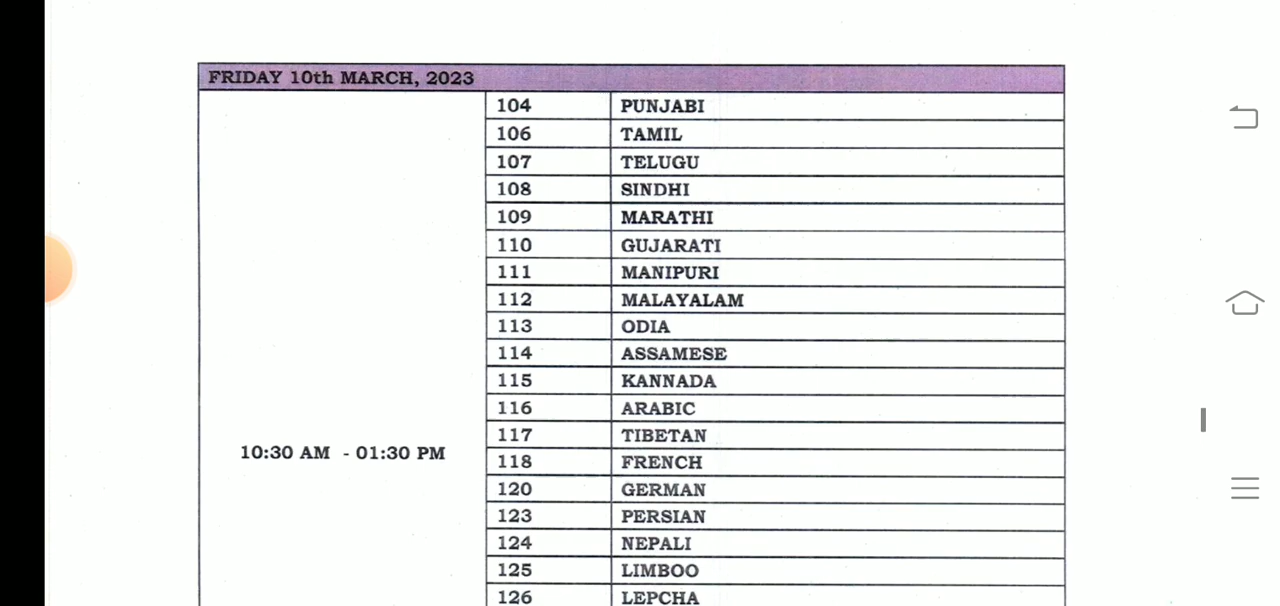 FRIDAY 10th MARCH, 2023
104 PUNJABI
106 TAMIL
107 TELUGU
108 SINDHI
109 MARATHI
110 GUJARATI
111 MANIPURI
112 MALAYALAM
113 ODIA
114 ASSAMESE
115 KANNADA
116 ARABIC
10:30 AM - 01:30 PM
117 TIBETAN
118 FRENCH
120 GERMAN
123 PERSIAN
124 NEPALI
125 LIMBOO
126 LEPCHA